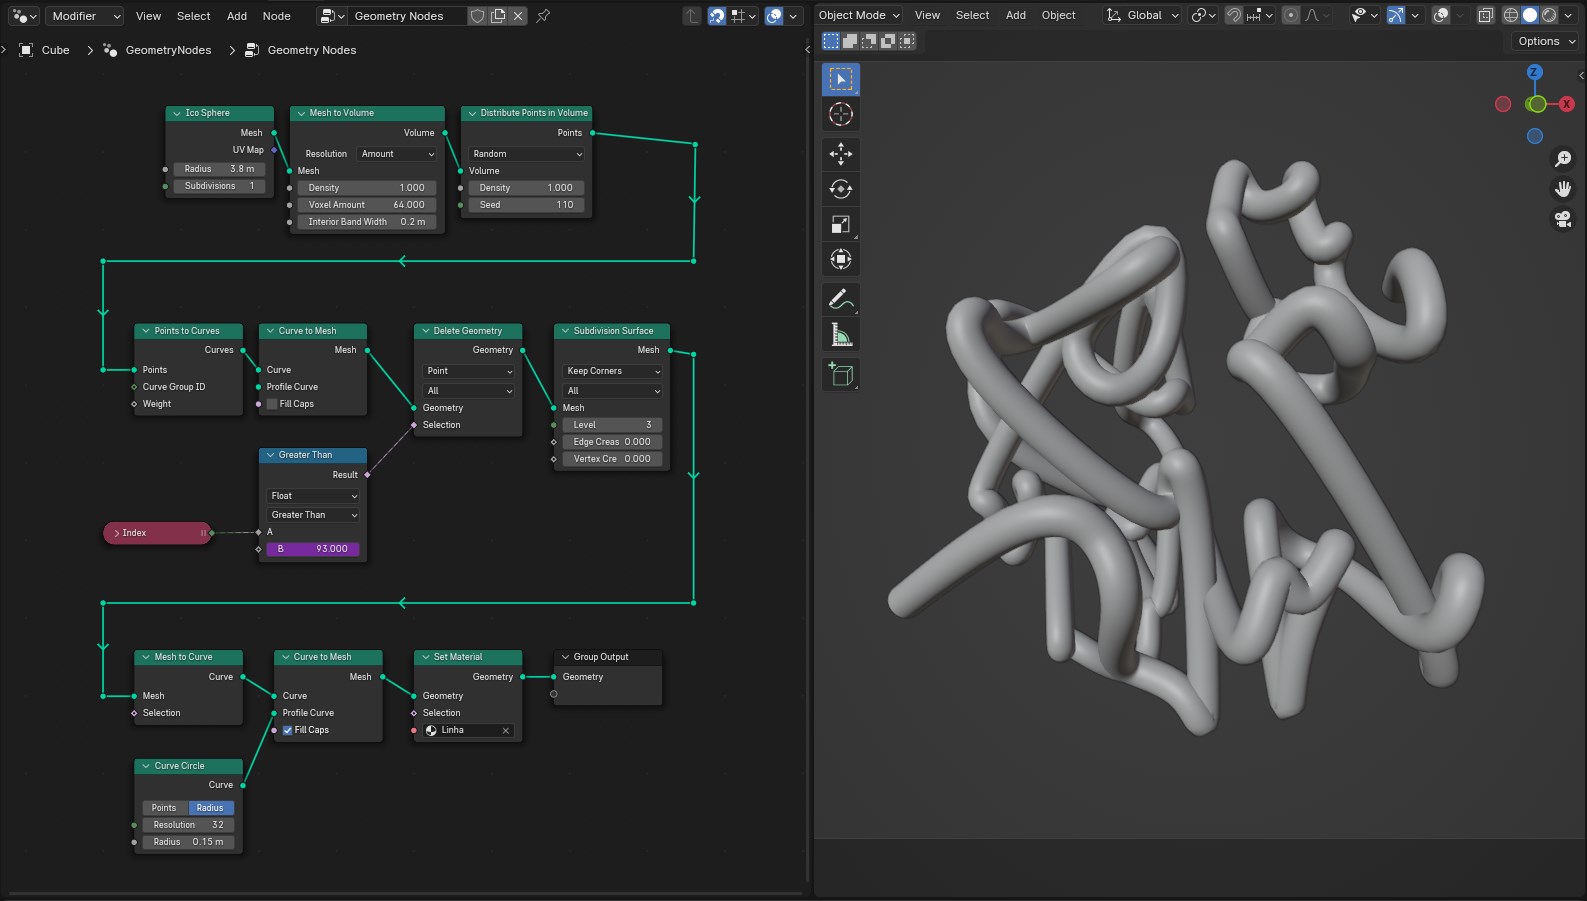 Modifier View Select Add Node Geometry Nodes
Cube GeometryNodes Geometry Nodes
Ico Sphere
Mesh
UV Map
Radius 3.8 m
Subdivisions 1
Mesh to Volume
Volume
Resolution Amount
Mesh
Density 1.000
Voxel Amount 64.000
Interior Band Width 0.2 m
Distribute Points in Volume
Points
Random
Volume
Density 1.000
Seed 110
Points to Curves
Curves
Points
Curve Group ID
Weight
Curve to Mesh
Mesh
Curve
Profile Curve
Fill Caps
Delete Geometry
Geometry
Point
All
Geometry
Selection
Subdivision Surface
Mesh
Keep Corners
All
Mesh
Level 3
Edge Creas 0.000
Vertex Cre 0.000
Greater Than
Result
Float
Greater Than
A
B 93.000
Index
Mesh to Curve
Curve
Mesh
Selection
Curve to Mesh
Mesh
Curve
Profile Curve
Fill Caps
Set Material
Geometry
Geometry
Selection
Linha
Group Output
Geometry
Curve Circle
Curve
Points Radius
Resolution 32
Radius 0.15 m
Object Mode View Select Add Object Global
Options
Z
X